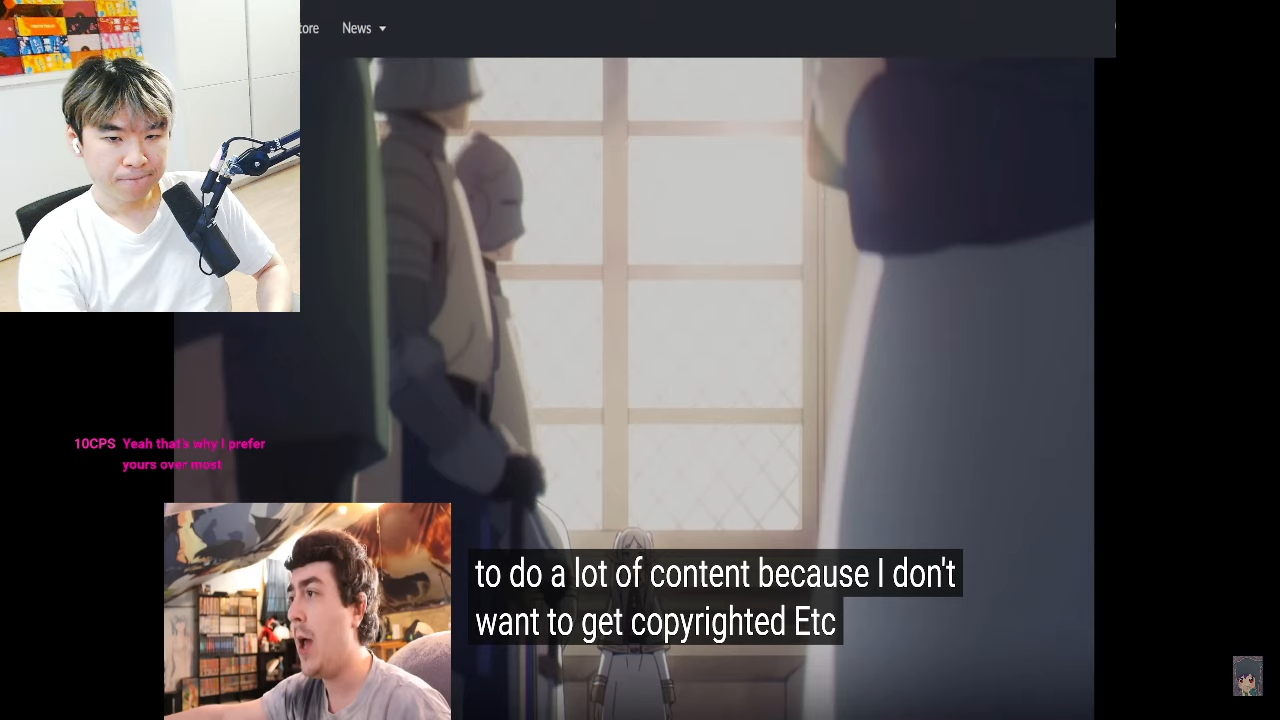 tore News
10CPS Yeah that's why I prefer
yours over most
to do a lot of content because I don't
want to get copyrighted Etc